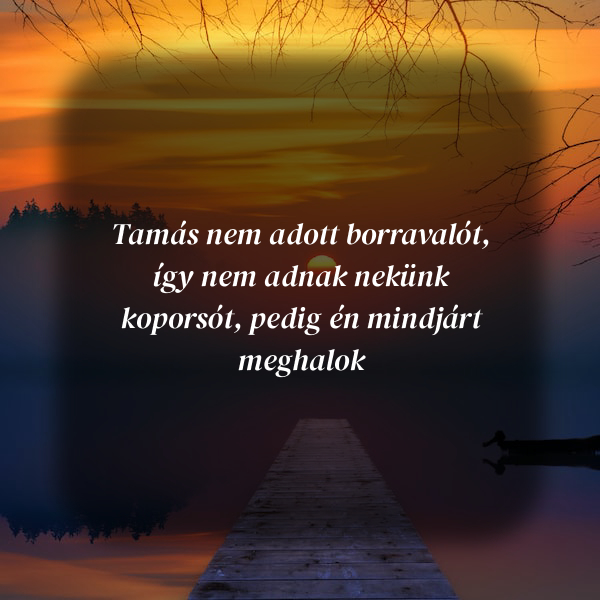 Tamás nem adott borravalót,
így nem adnak nekünk
koporsót, pedig én mindjárt
meghalok